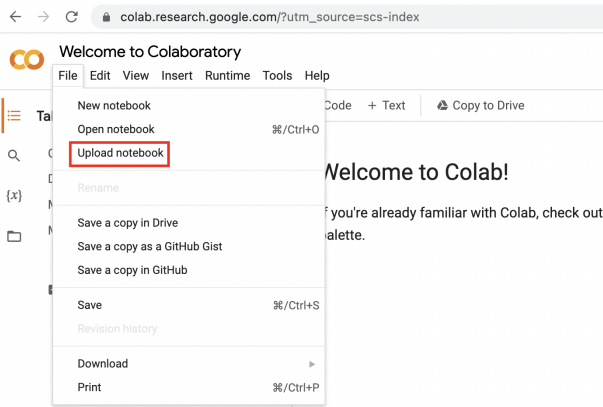 colab.research.google.com/?utm_source=scs-index
Welcome to Colaboratory
File Edit View Insert Runtime Tools Help
New notebook
Open notebook ⌘/Ctrl+O
Upload notebook
Rename
Save a copy in Drive
Save a copy as a GitHub Gist
Save a copy in GitHub
Save ⌘/Ctrl+S
Revision history
Download
Print ⌘/Ctrl+P
Code + Text Copy to Drive
{x}
Welcome to Colab!
you're already familiar with Colab, check out